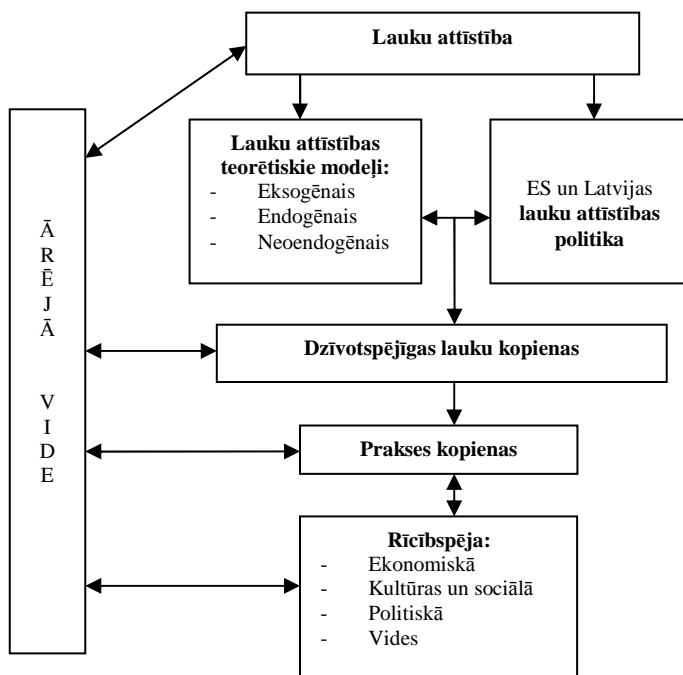 Lauku attīstība
Lauku attīstības
teorētiskie modeļi:
- Eksogēnais
- Endogēnais
- Neoendogēnais
ES un Latvijas
lauku attīstības
politika
Ā
R
Ē
J
Ā
V
I
D
E
Dzīvotspējīgas lauku kopienas
Prakses kopienas
Rīcībspēja:
- Ekonomiskā
- Kultūras un sociālā
- Politiskā
- Vides